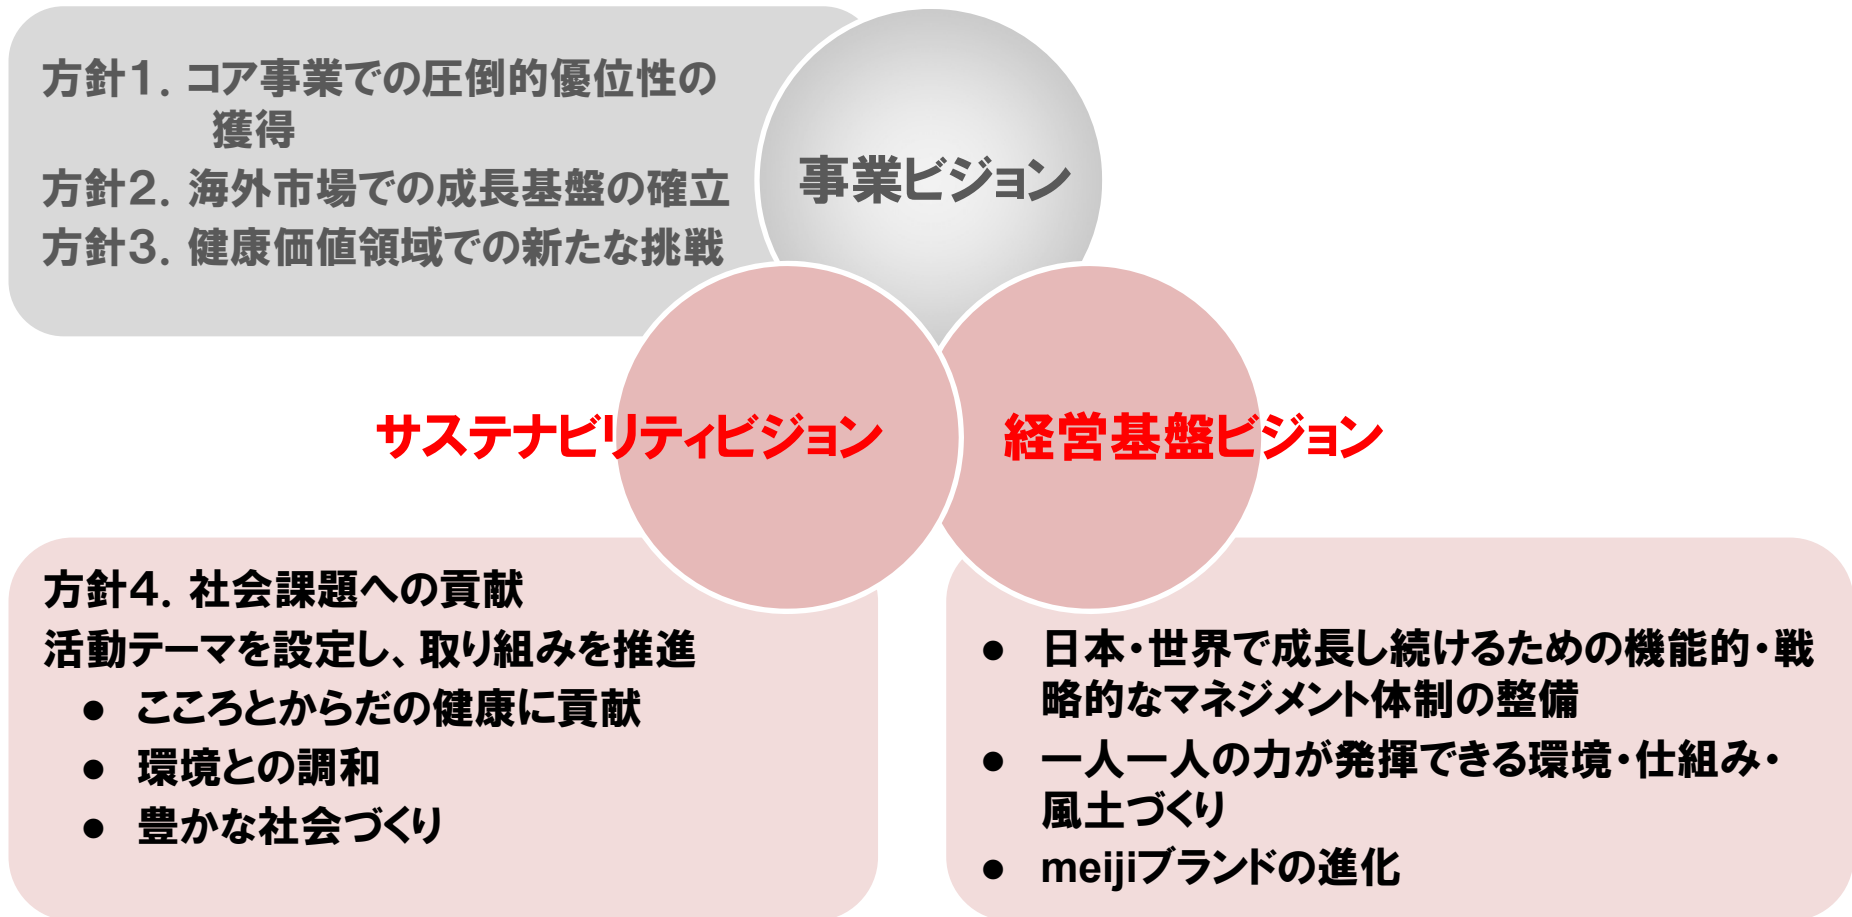 方針1．コア事業での圧倒的優位性の
獲得
方針2．海外市場での成長基盤の確立
方針3．健康価値領域での新たな挑戦
事業ビジョン
サステナビリティビジョン
経営基盤ビジョン
方針4．社会課題への貢献
活動テーマを設定し、取り組みを推進
● こころとからだの健康に貢献
● 環境との調和
● 豊かな社会づくり
● 日本・世界で成長し続けるための機能的・戦
略的なマネジメント体制の整備
● 一人一人の力が発揮できる環境・仕組み・
風土づくり
● meijiブランドの進化